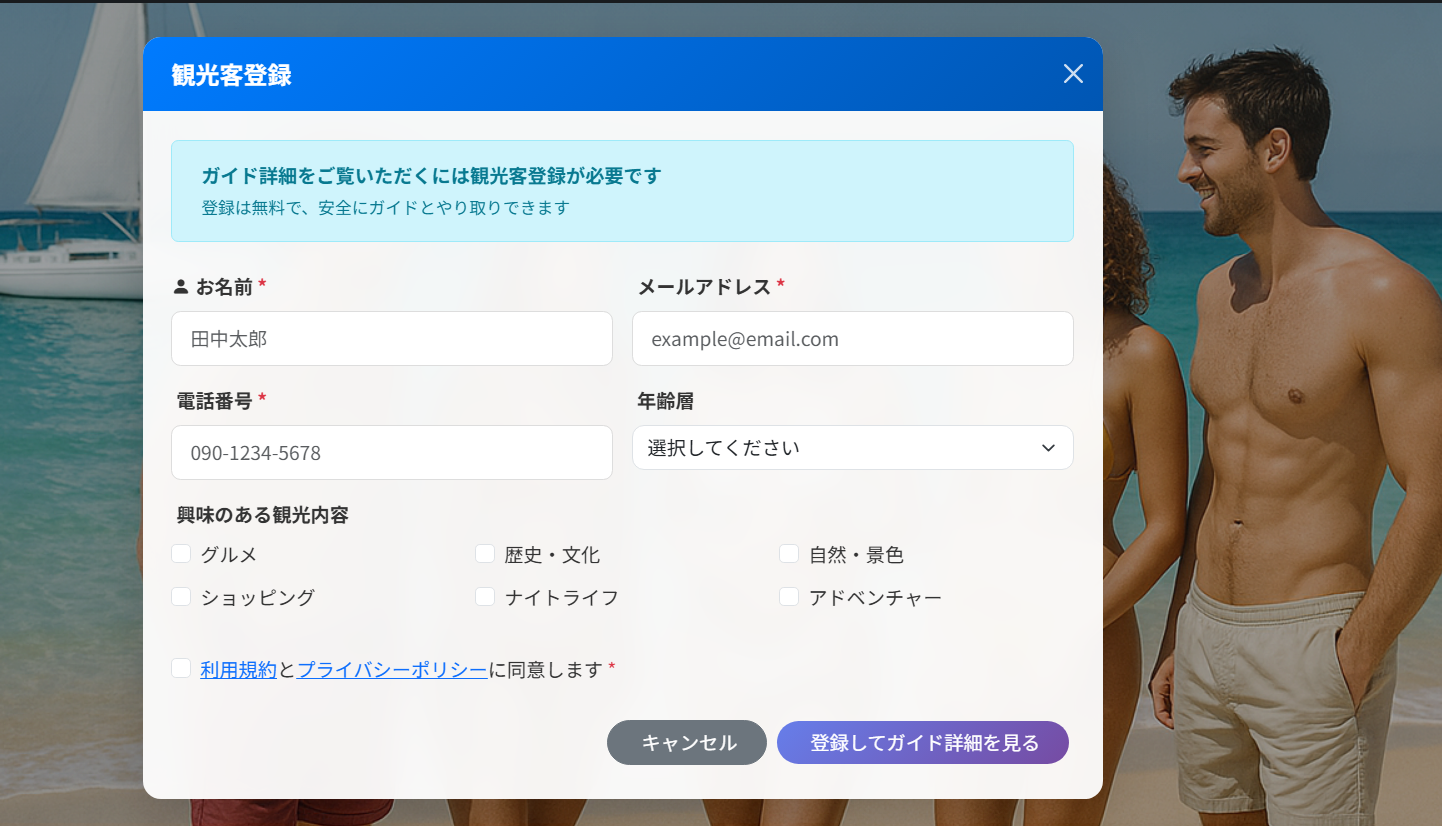 観光客登録
ガイド詳細をご覧いただくには観光客登録が必要です
登録は無料で、安全にガイドとやり取りできます
お名前 *
メールアドレス *
田中太郎
example@email.com
電話番号 *
年齢層
090-1234-5678
選択してください
興味のある観光内容
グルメ
歴史・文化
自然・景色
ショッピング
ナイトライフ
アドベンチャー
利用規約とプライバシーポリシーに同意します *
キャンセル
登録してガイド詳細を見る